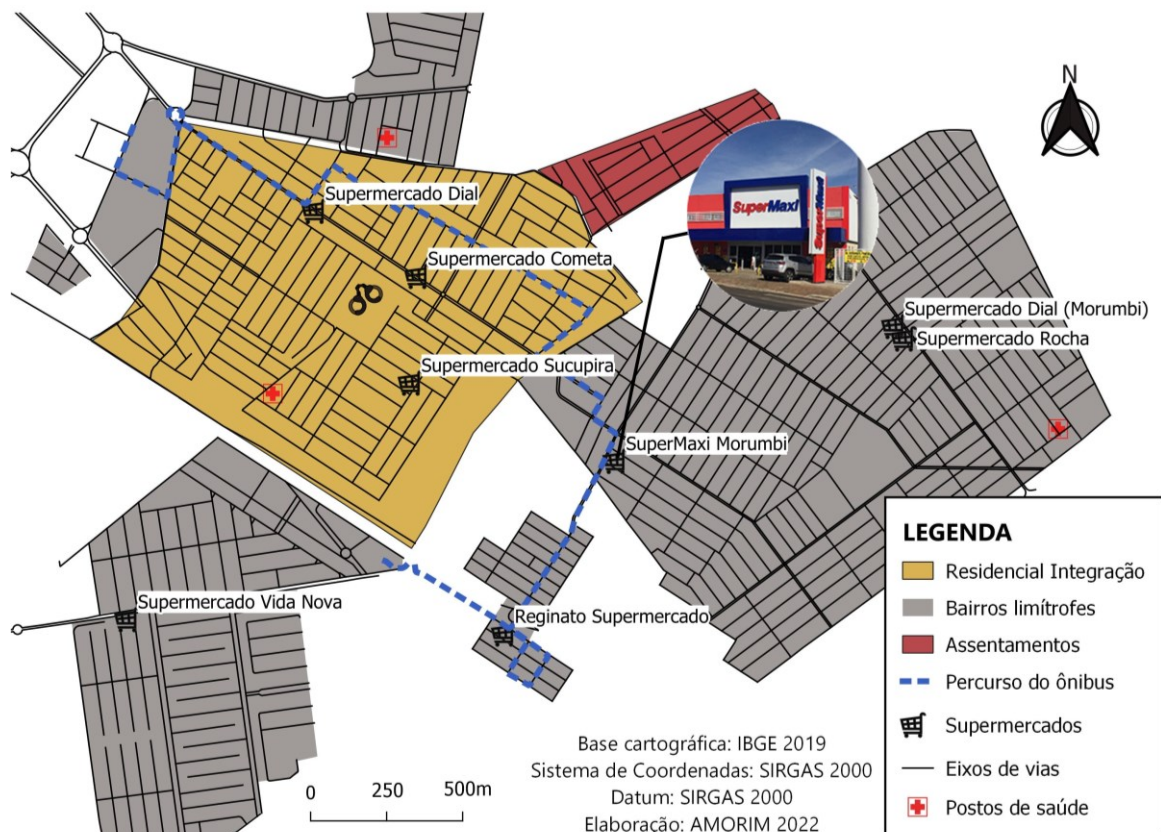 N
Supermercado Dial
SuperMaxi
SuperMaxi
Supermercado Cometa
Supermercado Dial (Morumbi)
Supermercado Rocha
Supermercado Sucupira
SuperMaxi Morumbi
LEGENDA
Residencial Integração
Bairros limítrofes
Assentamentos
Percurso do ônibus
Supermercados
Eixos de vias
Postos de saúde
Supermercado Vida Nova
Reginato Supermercado
Base cartográfica: IBGE 2019
Sistema de Coordenadas: SIRGAS 2000
Datum: SIRGAS 2000
Elaboração: AMORIM 2022
0 250 500m